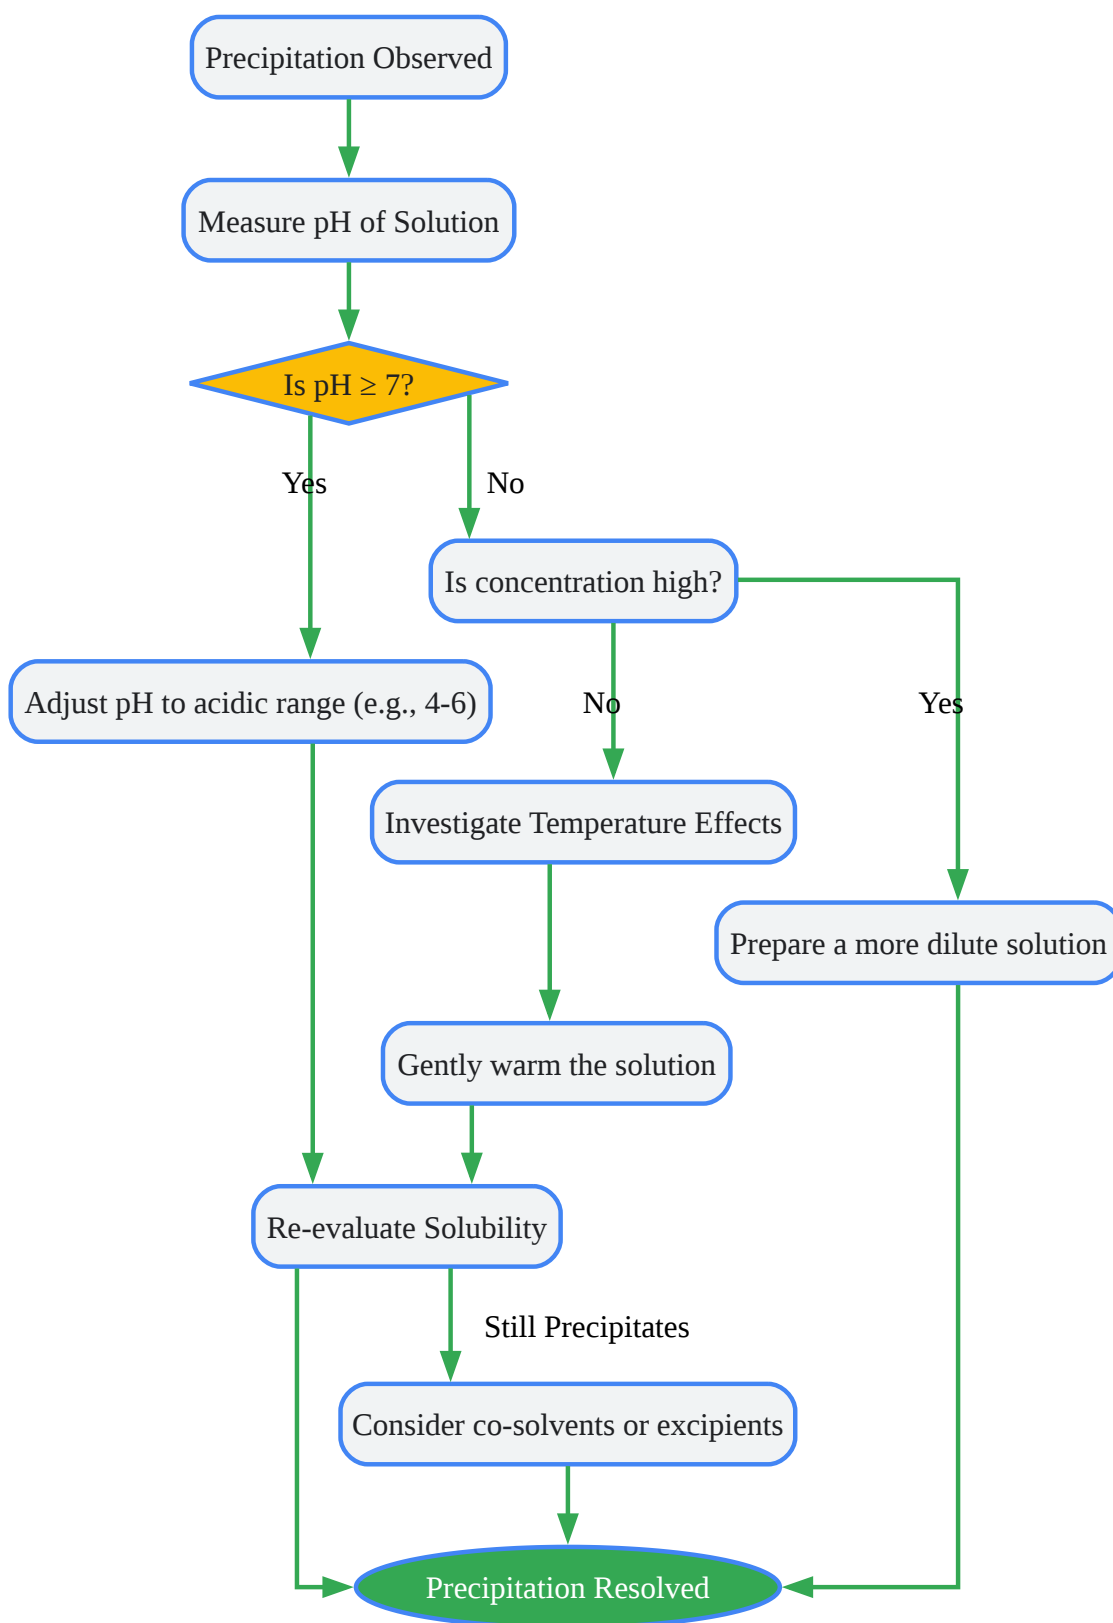 Precipitation Observed
Measure pH of Solution
Is pH ≥ 7?
Yes
No
Is concentration high?
Adjust pH to acidic range (e.g., 4-6)
No
Yes
Investigate Temperature Effects
Prepare a more dilute solution
Gently warm the solution
Re-evaluate Solubility
Still Precipitates
Consider co-solvents or excipients
Precipitation Resolved